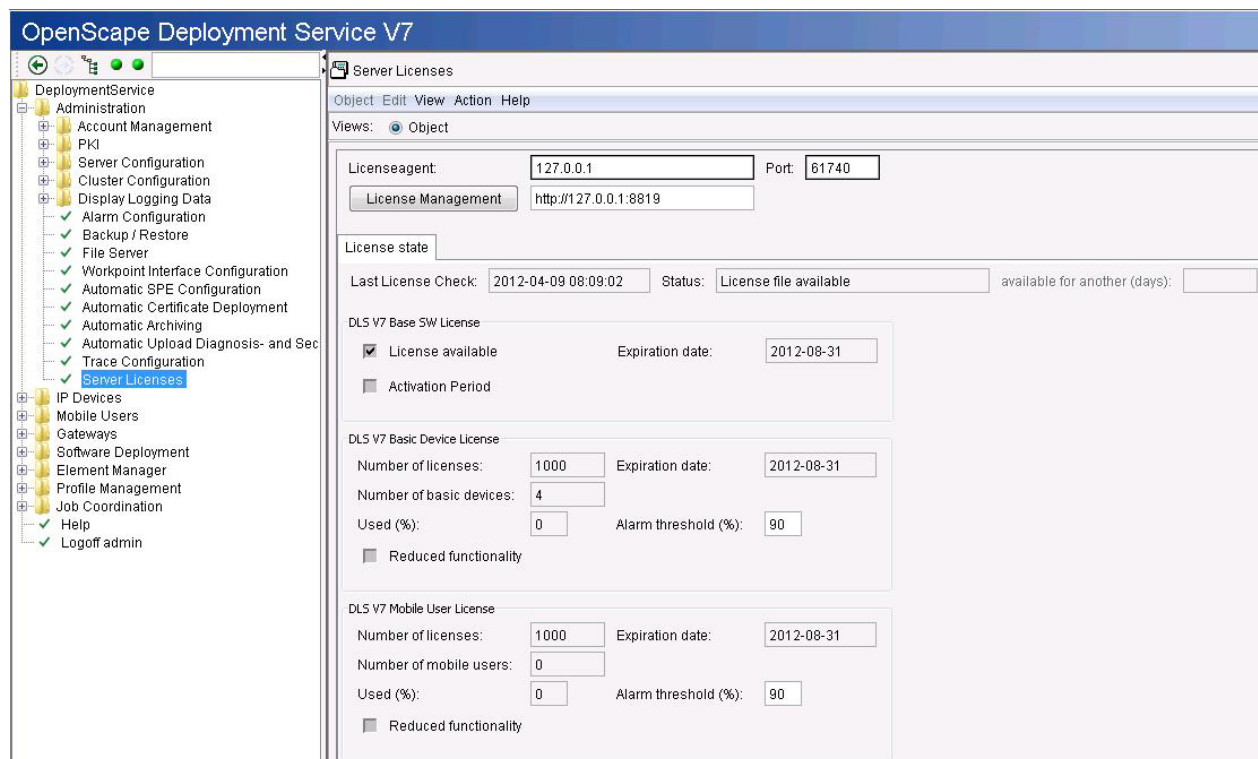 OpenScape Deployment Service V7
DeploymentService
Administration
Account Management
PKI
Server Configuration
Cluster Configuration
Display Logging Data
Alarm Configuration
Backup / Restore
File Server
Workpoint Interface Configuration
Automatic SPE Configuration
Automatic Certificate Deployment
Automatic Archiving
Automatic Upload Diagnosis- and Sec
Trace Configuration
Server Licenses
IP Devices
Mobile Users
Gateways
Software Deployment
Element Manager
Profile Management
Job Coordination
Help
Logoff admin
Server Licenses
Object Edit View Action Help
Views: Object
Licenseagent: 127.0.0.1 Port: 61740
License Management http://127.0.0.1:8819
License state
Last License Check: 2012-04-09 08:09:02 Status: License file available available for another (days):
DLS V7 Base SW License
License available Expiration date: 2012-08-31
Activation Period
DLS V7 Basic Device License
Number of licenses: 1000 Expiration date: 2012-08-31
Number of basic devices: 4
Used (%): 0 Alarm threshold (%): 90
Reduced functionality
DLS V7 Mobile User License
Number of licenses: 1000 Expiration date: 2012-08-31
Number of mobile users: 0
Used (%): 0 Alarm threshold (%): 90
Reduced functionality